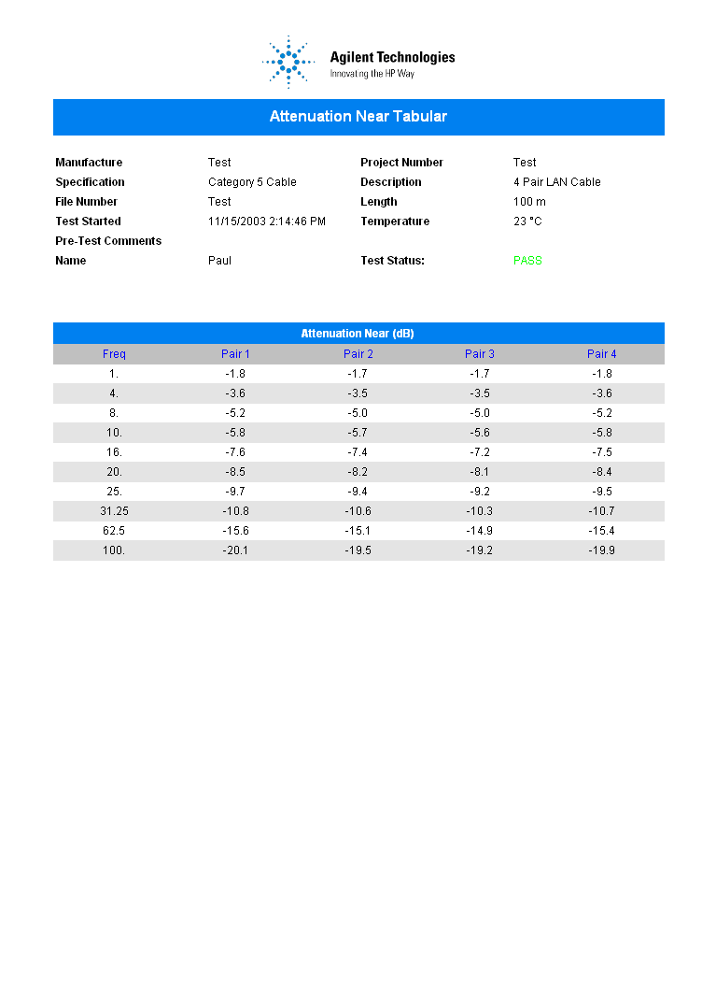 Agilent Technologies
Innovating the HP Way
Attenuation Near Tabular
Manufacture Test Project Number Test
Specification Category 5 Cable Description 4 Pair LAN Cable
File Number Test Length 100 m
Test Started 11/15/2003 2:14:46 PM Temperature 23 °C
Pre-Test Comments
Name Paul Test Status: PASS
Attenuation Near (dB)
Freq Pair 1 Pair 2 Pair 3 Pair 4
1. -1.8 -1.7 -1.7 -1.8
4. -3.6 -3.5 -3.5 -3.6
8. -5.2 -5.0 -5.0 -5.2
10. -5.8 -5.7 -5.6 -5.8
16. -7.6 -7.4 -7.2 -7.5
20. -8.5 -8.2 -8.1 -8.4
25. -9.7 -9.4 -9.2 -9.5
31.25 -10.8 -10.6 -10.3 -10.7
62.5 -15.6 -15.1 -14.9 -15.4
100. -20.1 -19.5 -19.2 -19.9